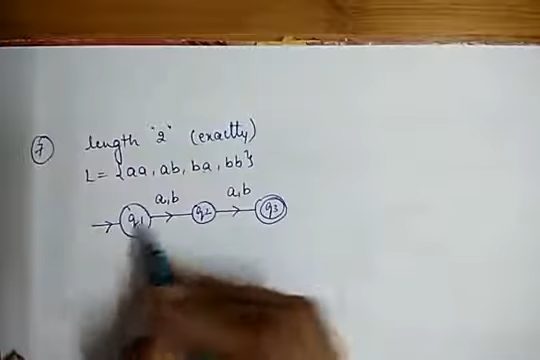 7 length "2" (exactly)
L = {aa, ab, ba, bb}
a,b a,b
q1 q2 q3